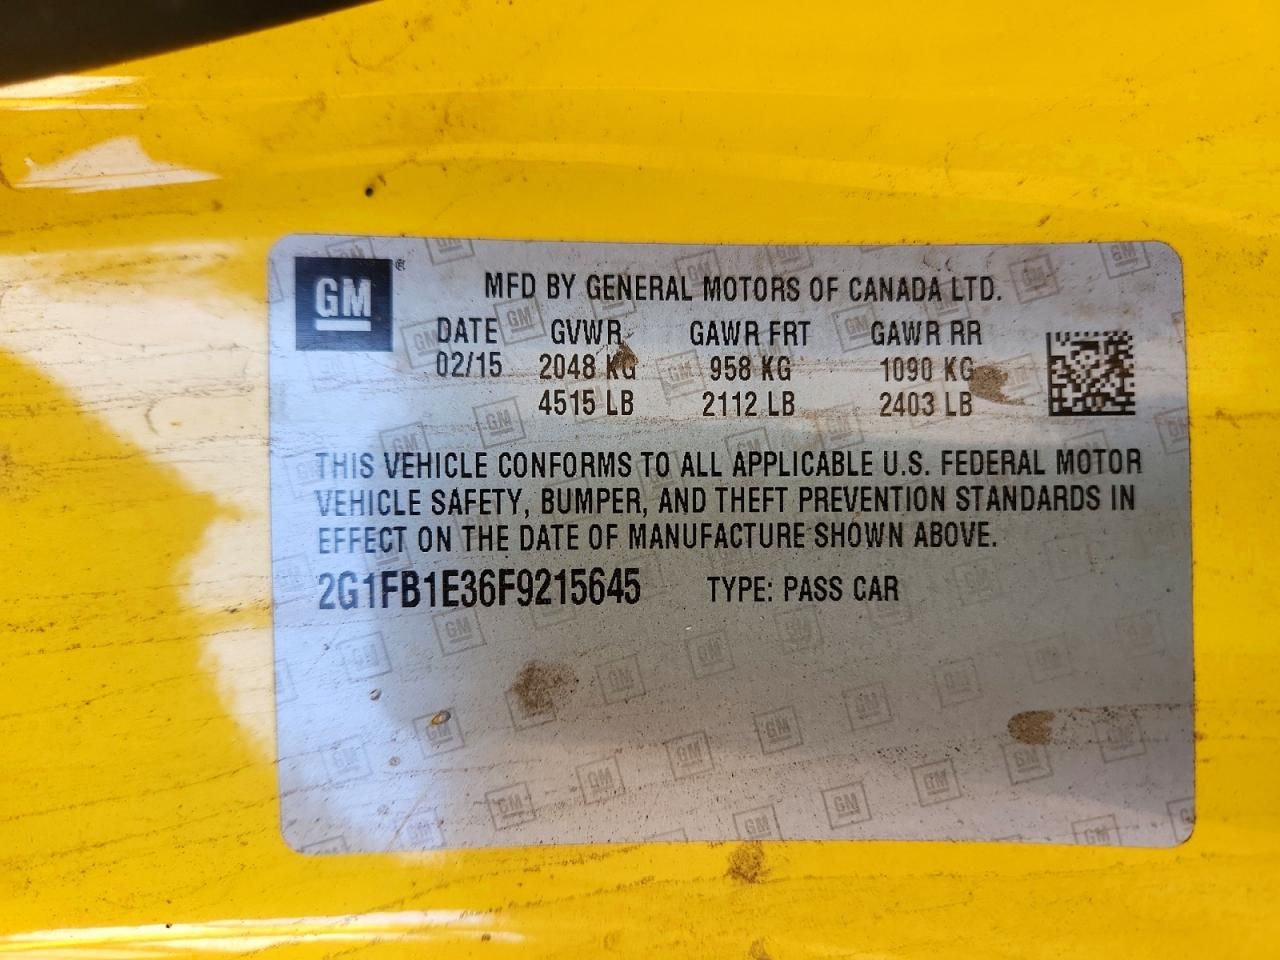 GM®
MFD BY GENERAL MOTORS OF CANADA LTD.
DATE GVWR GAWR FRT GAWR RR
02/15 2048 KG 958 KG 1090 KG
4515 LB 2112 LB 2403 LB
THIS VEHICLE CONFORMS TO ALL APPLICABLE U.S. FEDERAL MOTOR
VEHICLE SAFETY, BUMPER, AND THEFT PREVENTION STANDARDS IN
EFFECT ON THE DATE OF MANUFACTURE SHOWN ABOVE.
2G1FB1E36F9215645 TYPE: PASS CAR